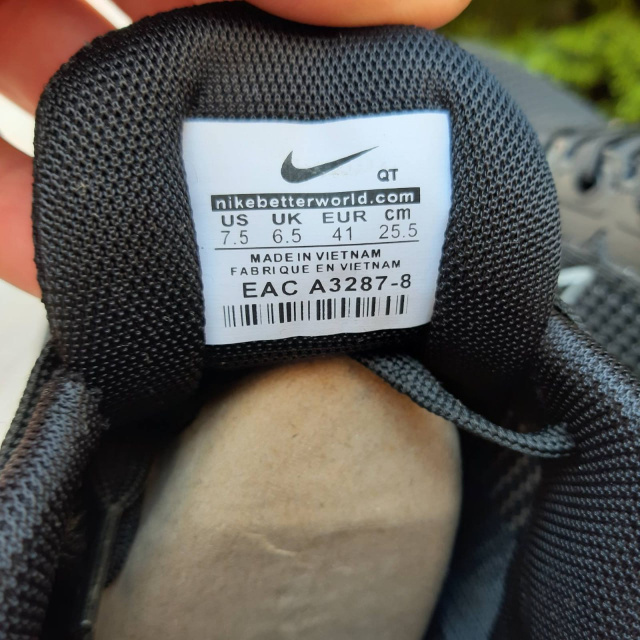 QT
nikebetterworld.com
US UK EUR cm
7.5 6.5 41 25.5
MADE IN VIETNAM
FABRIQUE EN VIETNAM
EAC A3287-8